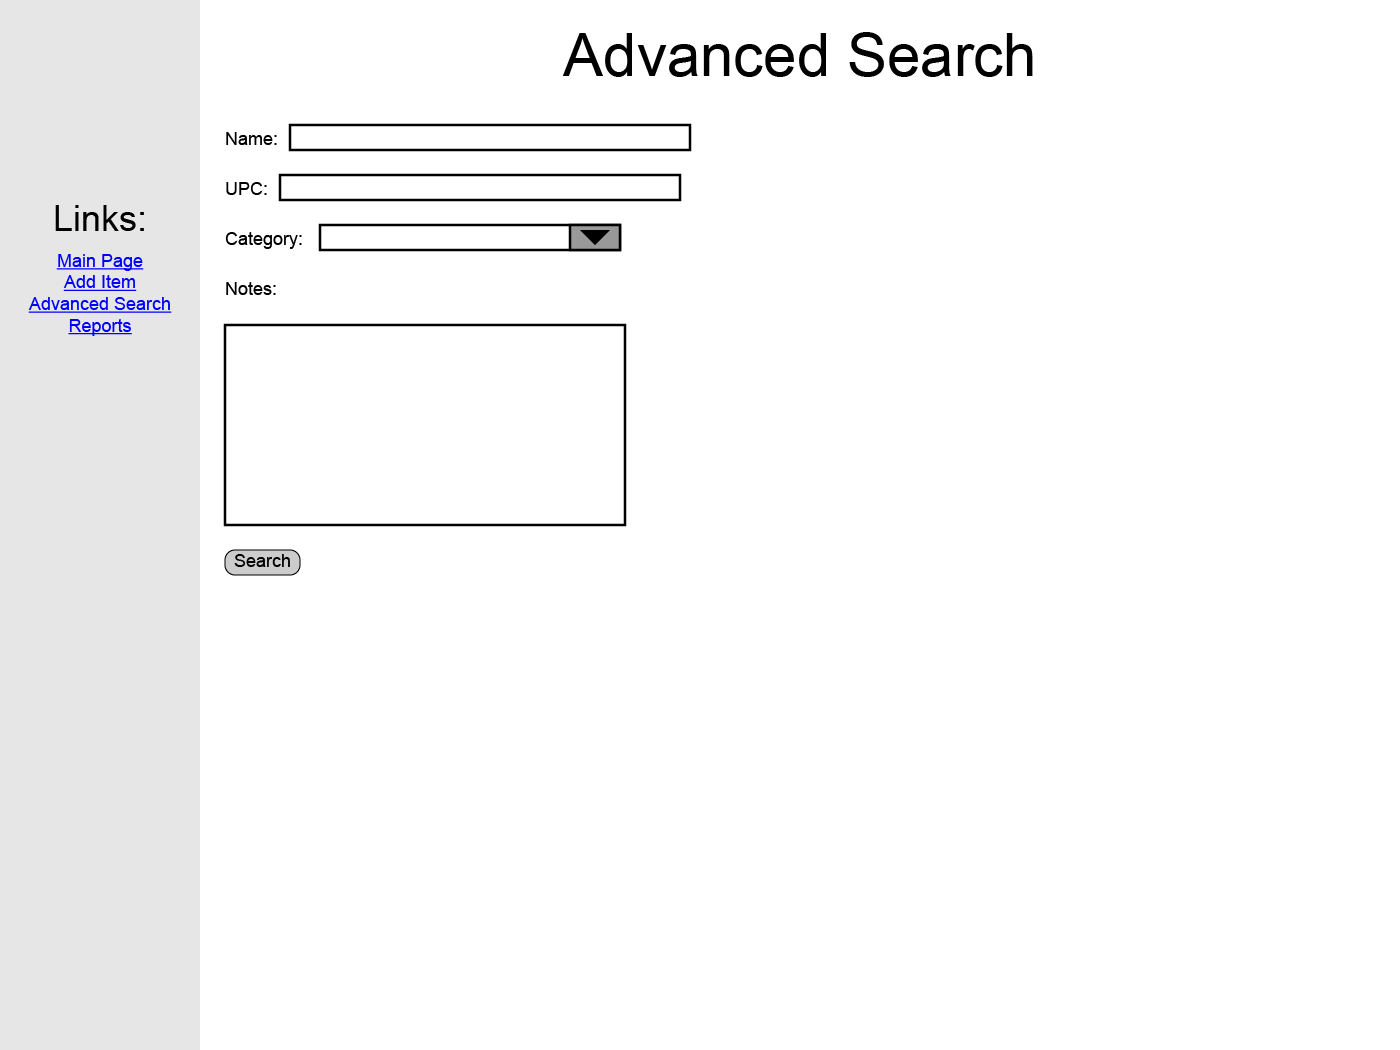 Advanced Search
Name:
UPC:
Category:
Notes:
Search
Links:
Main Page
Add Item
Advanced Search
Reports